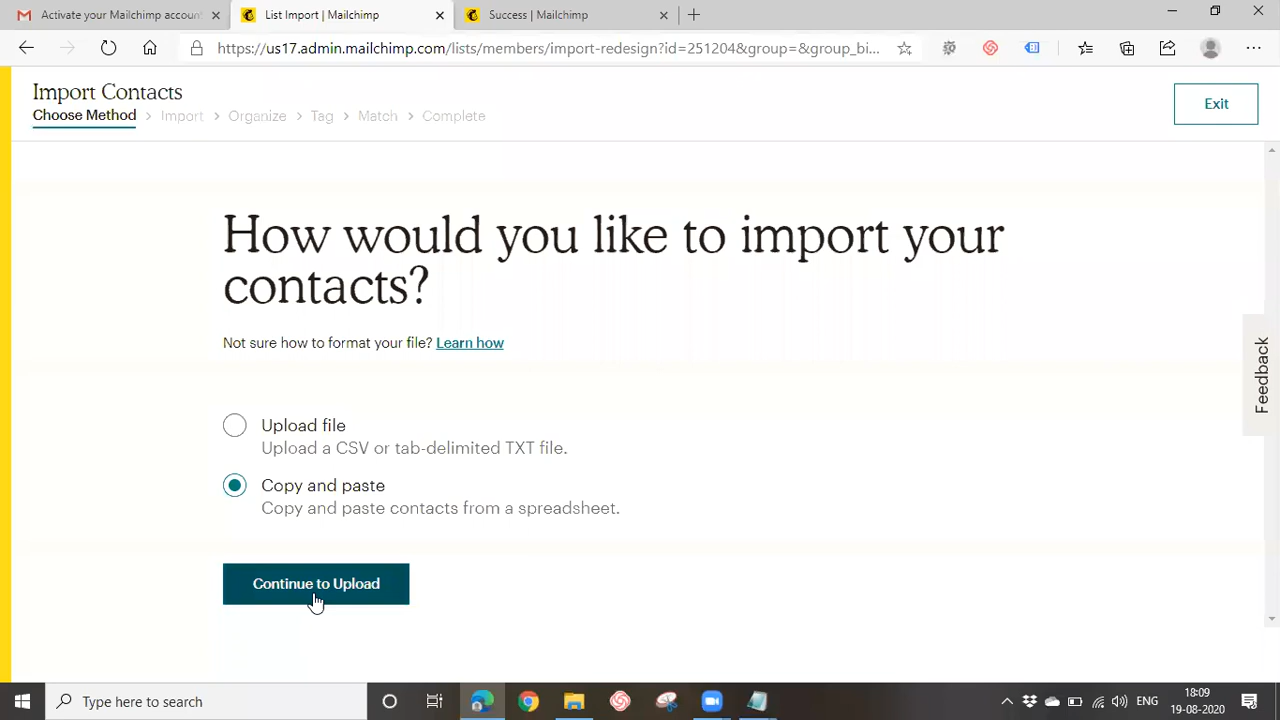 Activate your Mailchimp accoun
List Import | Mailchimp
Success | Mailchimp
https://us17.admin.mailchimp.com/lists/members/import-redesign?id=251204&group=&group_bi...
Import Contacts
Choose Method > Import > Organize > Tag > Match > Complete
Exit
How would you like to import your
contacts?
Not sure how to format your file? Learn how
Feedback
Upload file
Upload a CSV or tab-delimited TXT file.
Copy and paste
Copy and paste contacts from a spreadsheet.
Continue to Upload
Type here to search
ENG
18:09
19-08-2020